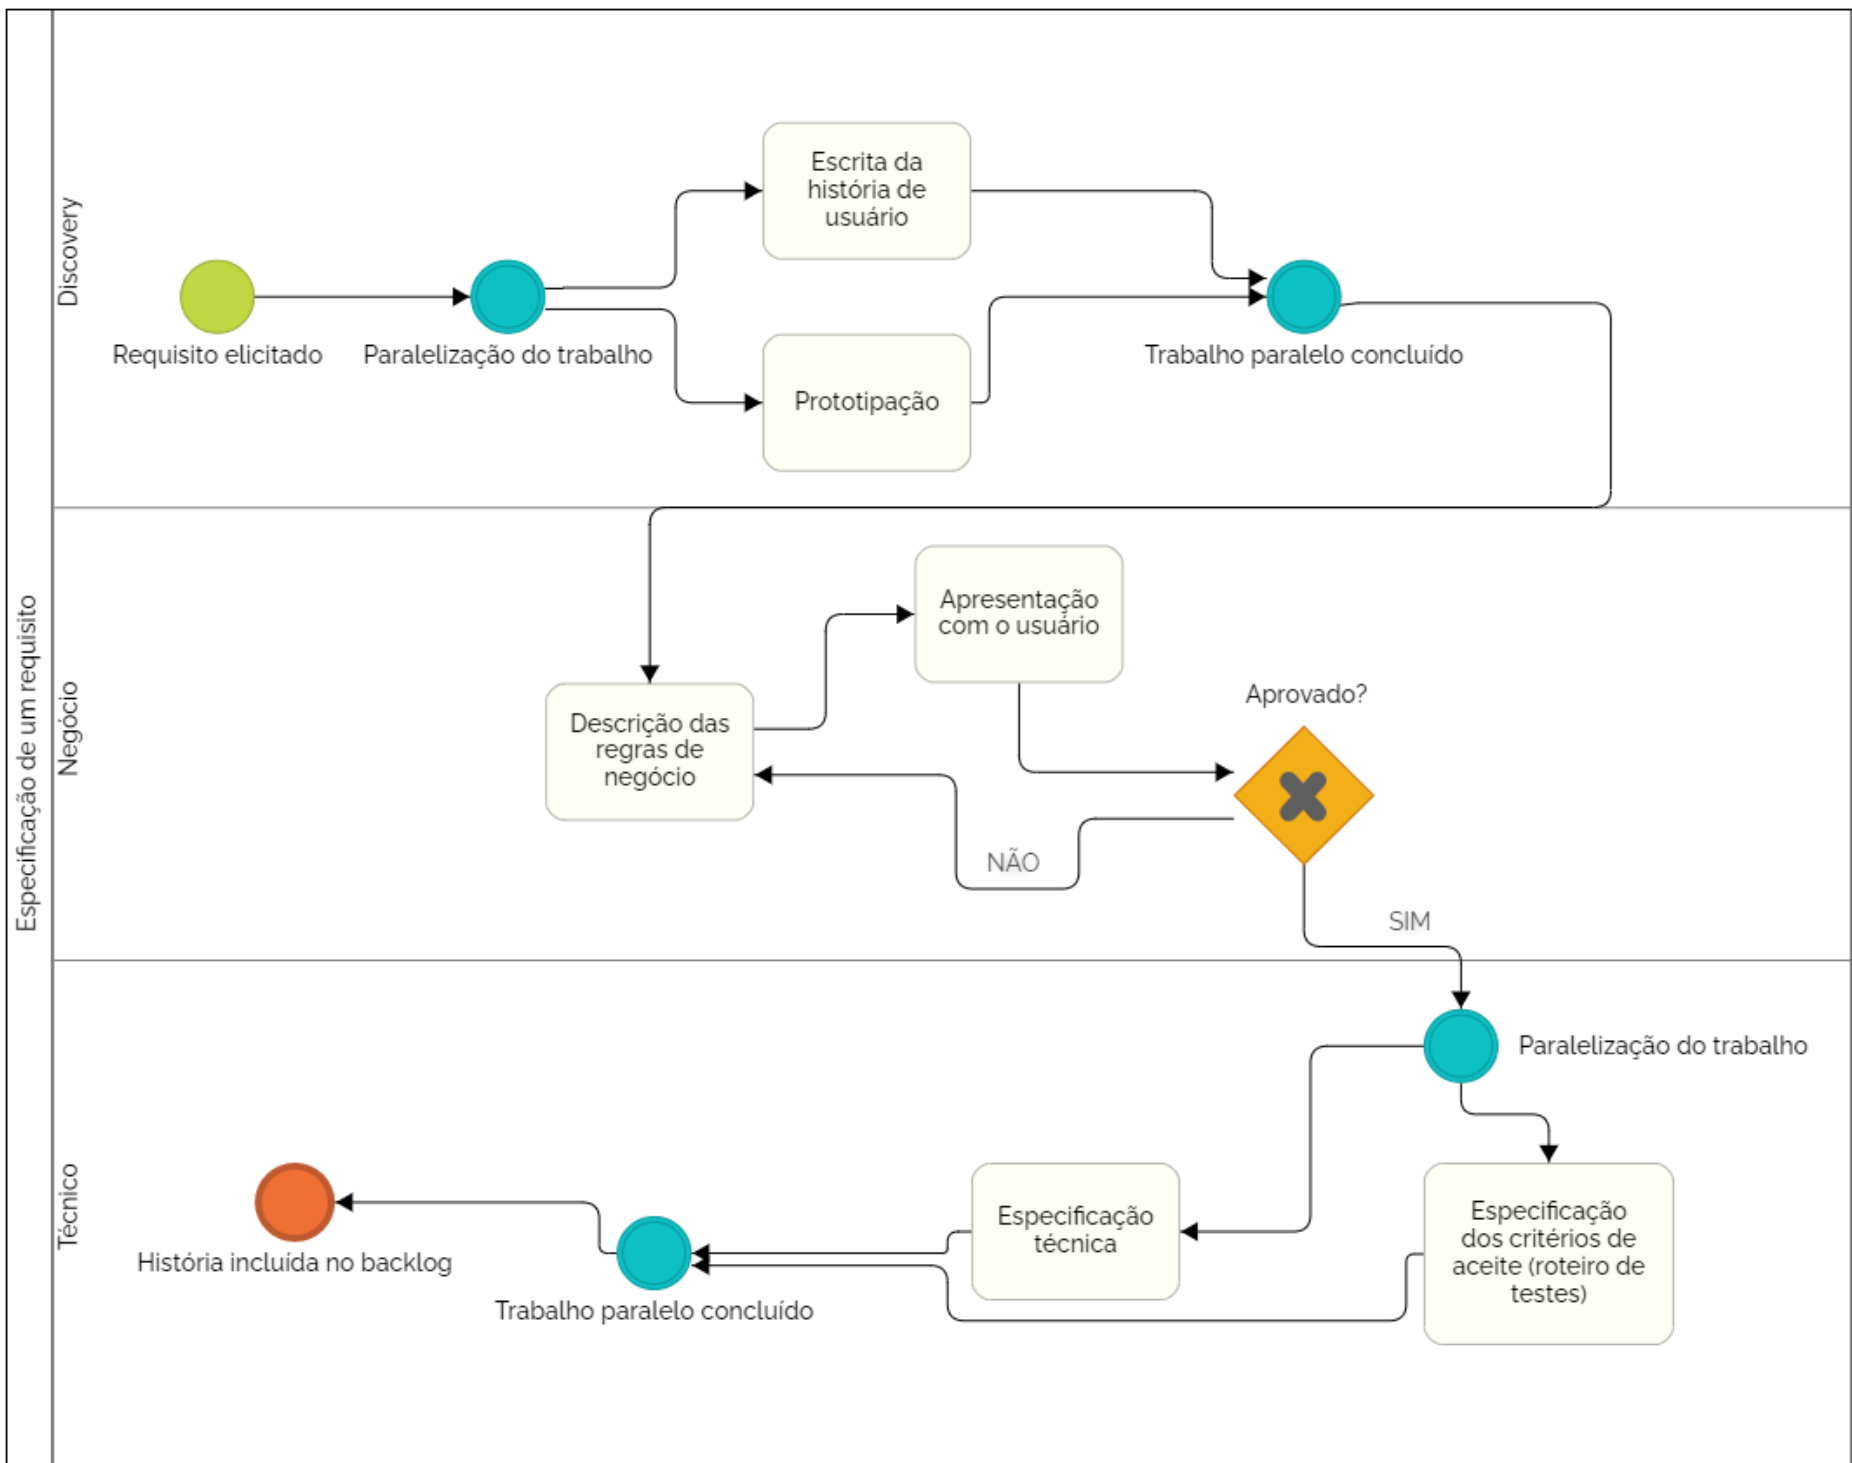 Especificação de um requisito
Discovery
Escrita da
história de
usuário
Requisito elicitado
Paralelização do trabalho
Prototipação
Trabalho paralelo concluído
Negócio
Apresentação
com o usuário
Descrição das
regras de
negócio
Aprovado?
NÃO
SIM
Técnico
Paralelização do trabalho
Especificação
técnica
Especificação
dos critérios de
aceite (roteiro de
testes)
História incluída no backlog
Trabalho paralelo concluído